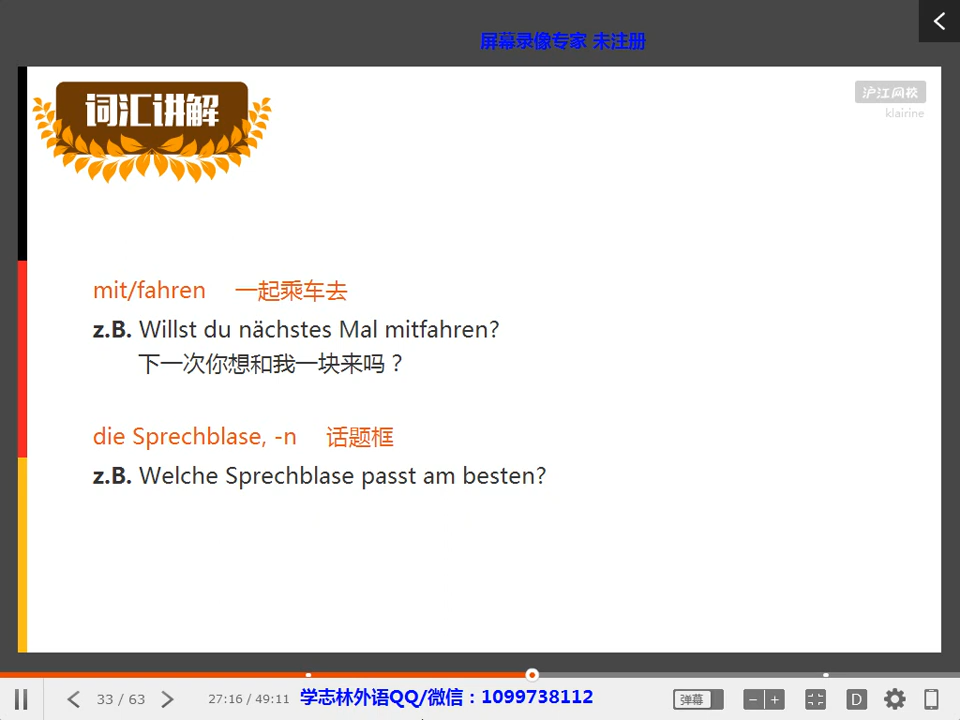 屏幕录像专家 未注册
词汇讲解
沪江网校
klairine
mit/fahren 一起乘车去
z.B. Willst du nächstes Mal mitfahren?
下一次你想和我一块来吗？
die Sprechblase, -n 话题框
z.B. Welche Sprechblase passt am besten?
33 / 63
27:16 / 49:11
学志林外语QQ/微信：1099738112
弹幕
D